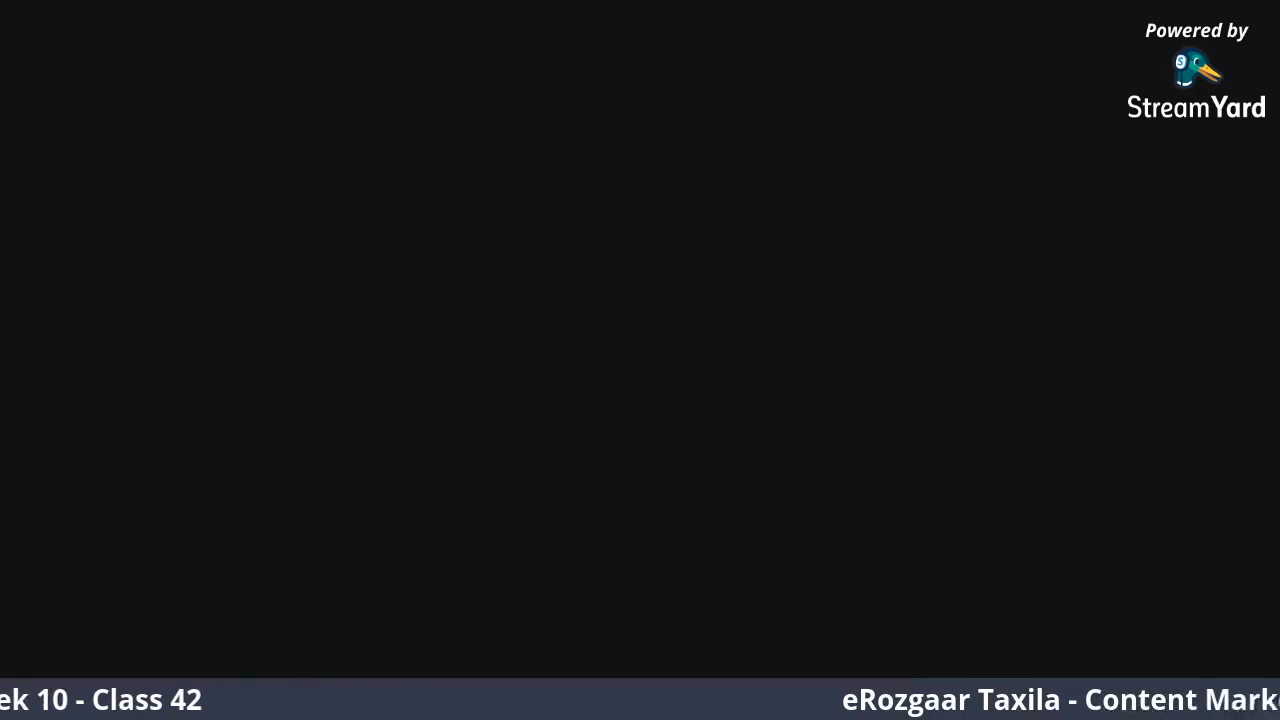 Powered by
StreamYard
ek 10 - Class 42
eRozgaar Taxila - Content Mark